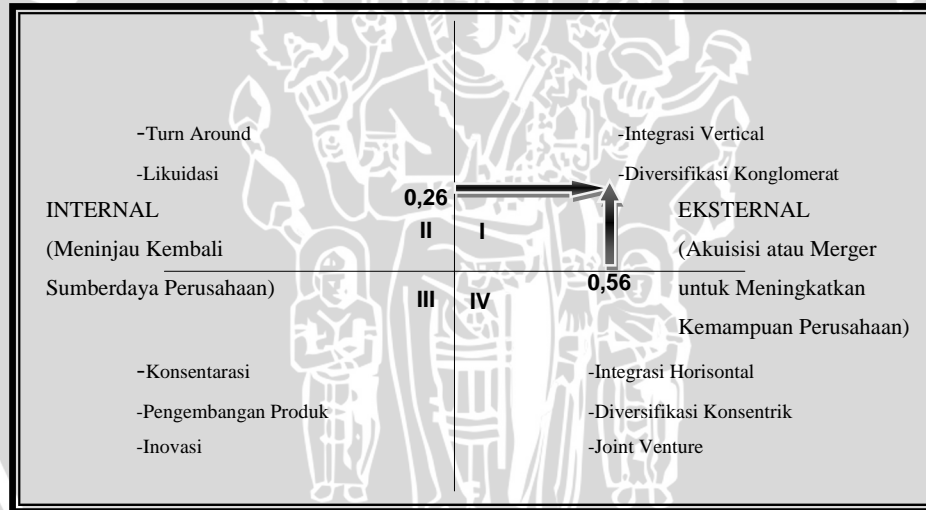 -Turn Around
-Likuidasi
INTERNAL
(Meninjau Kembali
Sumberdaya Perusahaan)
-Integrasi Vertical
-Diversifikasi Konglomerat
EKSTERNAL
(Akuisisi atau Merger
untuk Meningkatkan
Kemampuan Perusahaan)
0,26
II I
0,56
III IV
-Konsentarasi
-Pengembangan Produk
-Inovasi
-Integrasi Horisontal
-Diversifikasi Konsentrik
-Joint Venture